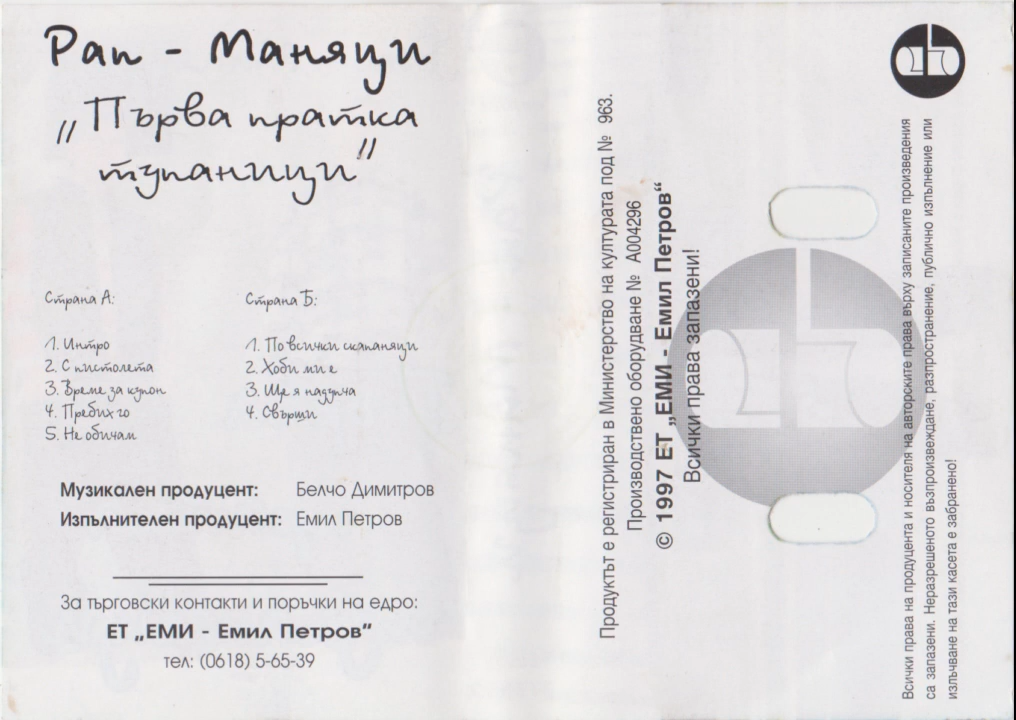 Рап - Маняци
„Първа пратка
тупаници"
Страна А:
1. Интро
2. С пистолета
3. Време за купон
4. Пребих го
5. Не обичам
Страна Б:
1. По всички скапаняци
2. Хоби ми е
3. Ще я надупча
4. Свърши
Музикален продуцент: Белчо Димитров
Изпълнителен продуцент: Емил Петров
За търговски контакти и поръчки на едро:
ЕТ „ЕМИ - Емил Петров"
тел: (0618) 5-65-39
Продуктът е регистриран в Министерство на културата под № 963.
Производствено оборудване № А004296
© 1997 ЕТ „ЕМИ - Емил Петров“
Всички права запазени!
Всички права на продуцента и носителя на авторските права върху записаните произведения
са запазени. Неразрешеното възпроизвеждане, разпространение, публично изпълнение или
излъчване на тази касета е забранено!